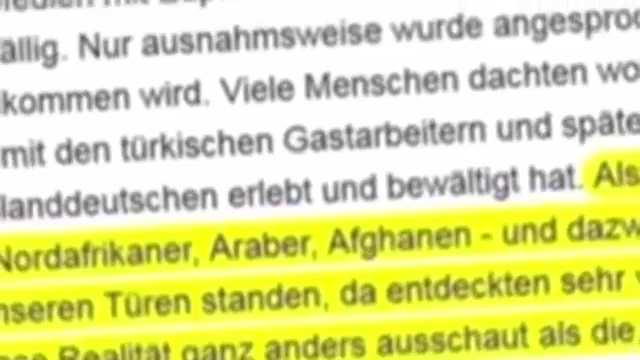 ällig. Nur ausnahmsweise wurde angesproc
kommen wird. Viele Menschen dachten wo
mit den türkischen Gastarbeitern und späte
landdeutschen erlebt und bewältigt hat. Als
Nordafrikaner, Araber, Afghanen - und dazw
nseren Türen standen, da entdeckten sehr
Realität ganz anders ausschaut als die